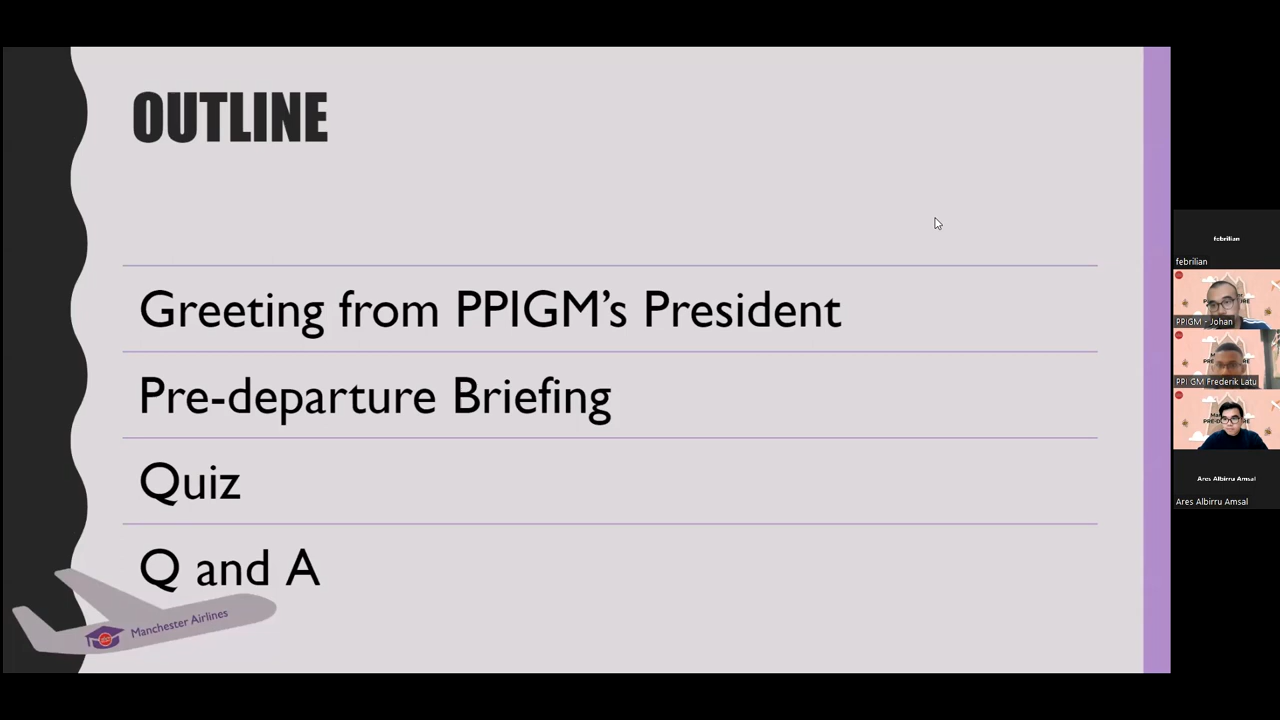 OUTLINE
Greeting from PPIGM's President
Pre-departure Briefing
Quiz
Q and A
Manchester Airlines
febrilian
febrilian
PPIGM - Johan
PPI GM Frederik Latu
Ares Albirru Amsal
Ares Albirru Amsal